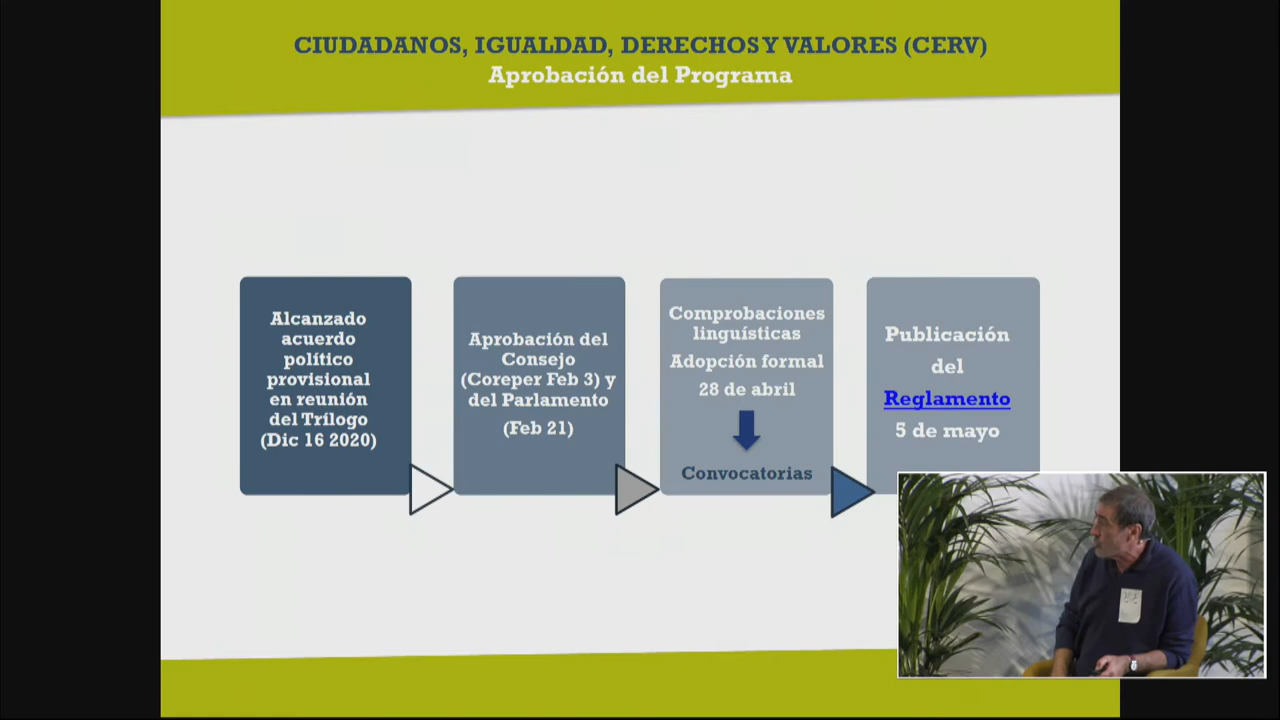 CIUDADANOS, IGUALDAD, DERECHOS Y VALORES (CERV)
Aprobación del Programa
Alcanzado
acuerdo
político
provisional
en reunión
del Trílogo
(Dic 16 2020)
Aprobación del
Consejo
(Coreper Feb 3) y
del Parlamento
(Feb 21)
Comprobaciones
linguísticas
Adopción formal
28 de abril
Convocatorias
Publicación
del
Reglamento
5 de mayo